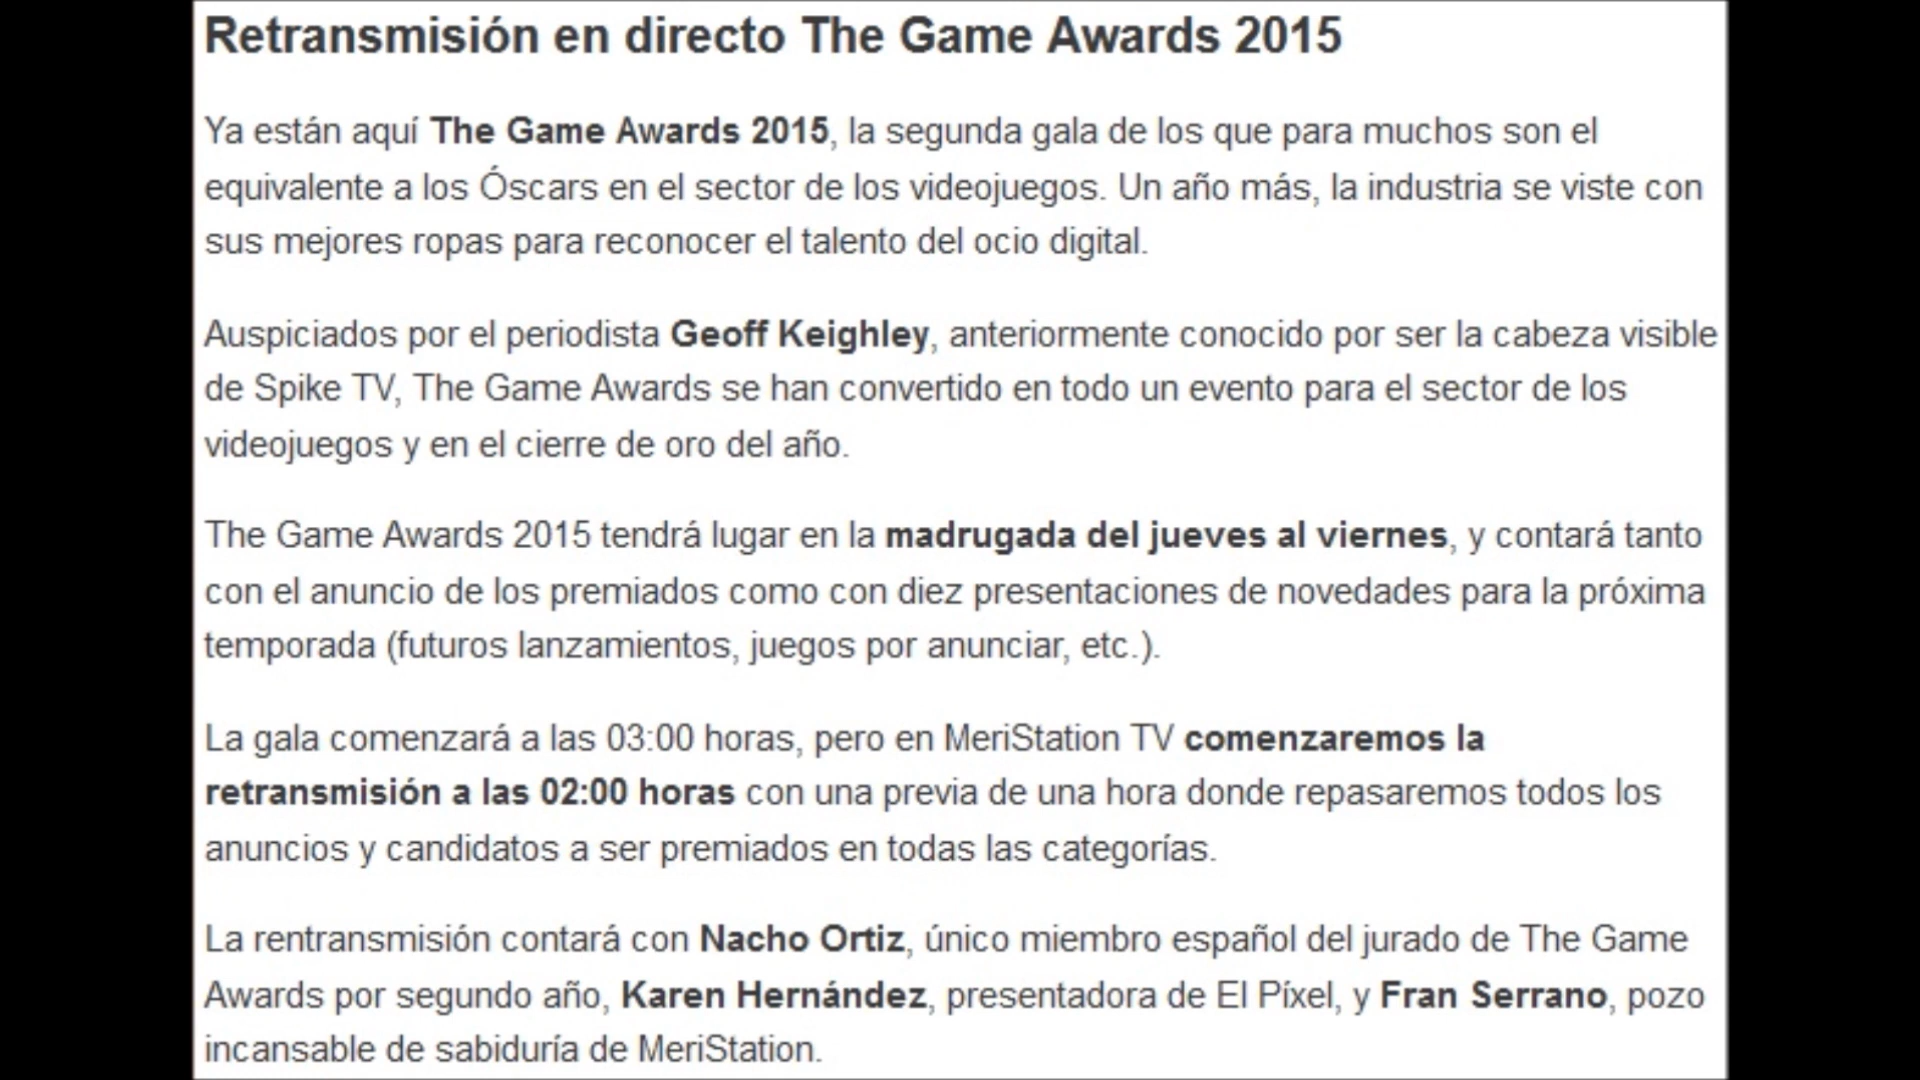 Retransmisión en directo The Game Awards 2015
Ya están aquí The Game Awards 2015, la segunda gala de los que para muchos son el
equivalente a los Óscars en el sector de los videojuegos. Un año más, la industria se viste con
sus mejores ropas para reconocer el talento del ocio digital.
Auspiciados por el periodista Geoff Keighley, anteriormente conocido por ser la cabeza visible
de Spike TV, The Game Awards se han convertido en todo un evento para el sector de los
videojuegos y en el cierre de oro del año.
The Game Awards 2015 tendrá lugar en la madrugada del jueves al viernes, y contará tanto
con el anuncio de los premiados como con diez presentaciones de novedades para la próxima
temporada (futuros lanzamientos, juegos por anunciar, etc.).
La gala comenzará a las 03:00 horas, pero en MeriStation TV comenzaremos la
retransmisión a las 02:00 horas con una previa de una hora donde repasaremos todos los
anuncios y candidatos a ser premiados en todas las categorías.
La rentransmisión contará con Nacho Ortiz, único miembro español del jurado de The Game
Awards por segundo año, Karen Hernández, presentadora de El Píxel, y Fran Serrano, pozo
incansable de sabiduría de MeriStation.